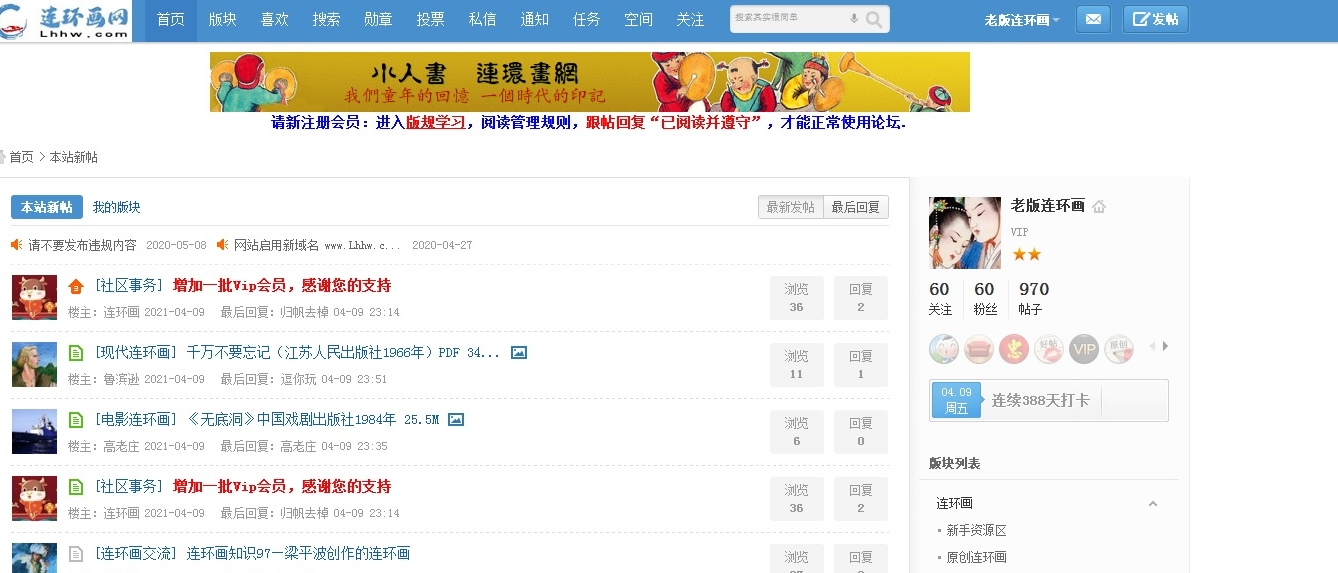 连环画网
Lhhw.com
首页 版块 喜欢 搜索 勋章 投票 私信 通知 任务 空间 关注
搜索其实很简单
老版连环画
发帖
小人書 連環畫網
我們童年的回憶 一個時代的印記
请新注册会员：进入版规学习，阅读管理规则，跟帖回复“已阅读并遵守”，才能正常使用论坛.
首页 > 本站新帖
本站新帖 我的版块
最新发帖 最后回复
请不要发布违规内容 2020-05-08 网站启用新域名 www.Lhhw.c... 2020-04-27
[社区事务] 增加一批Vip会员，感谢您的支持
楼主：连环画 2021-04-09 最后回复：归帆去棹 04-09 23:14
浏览 回复
36 2
[现代连环画] 千万不要忘记（江苏人民出版社1966年）PDF 34...
楼主：鲁滨逊 2021-04-09 最后回复：逗你玩 04-09 23:51
浏览 回复
11 1
[电影连环画] 《无底洞》中国戏剧出版社1984年 25.5M
楼主：高老庄 2021-04-09 最后回复：高老庄 04-09 23:35
浏览 回复
6 0
[社区事务] 增加一批Vip会员，感谢您的支持
楼主：连环画 2021-04-09 最后回复：归帆去棹 04-09 23:14
浏览 回复
36 2
[连环画交流] 连环画知识97—梁平波创作的连环画
浏览 回复
老版连环画
VIP
60 60 970
关注 粉丝 帖子
忠 好帖 VIP 原创
04.09
周五
连续388天打卡
版块列表
连环画
新手资源区
原创连环画